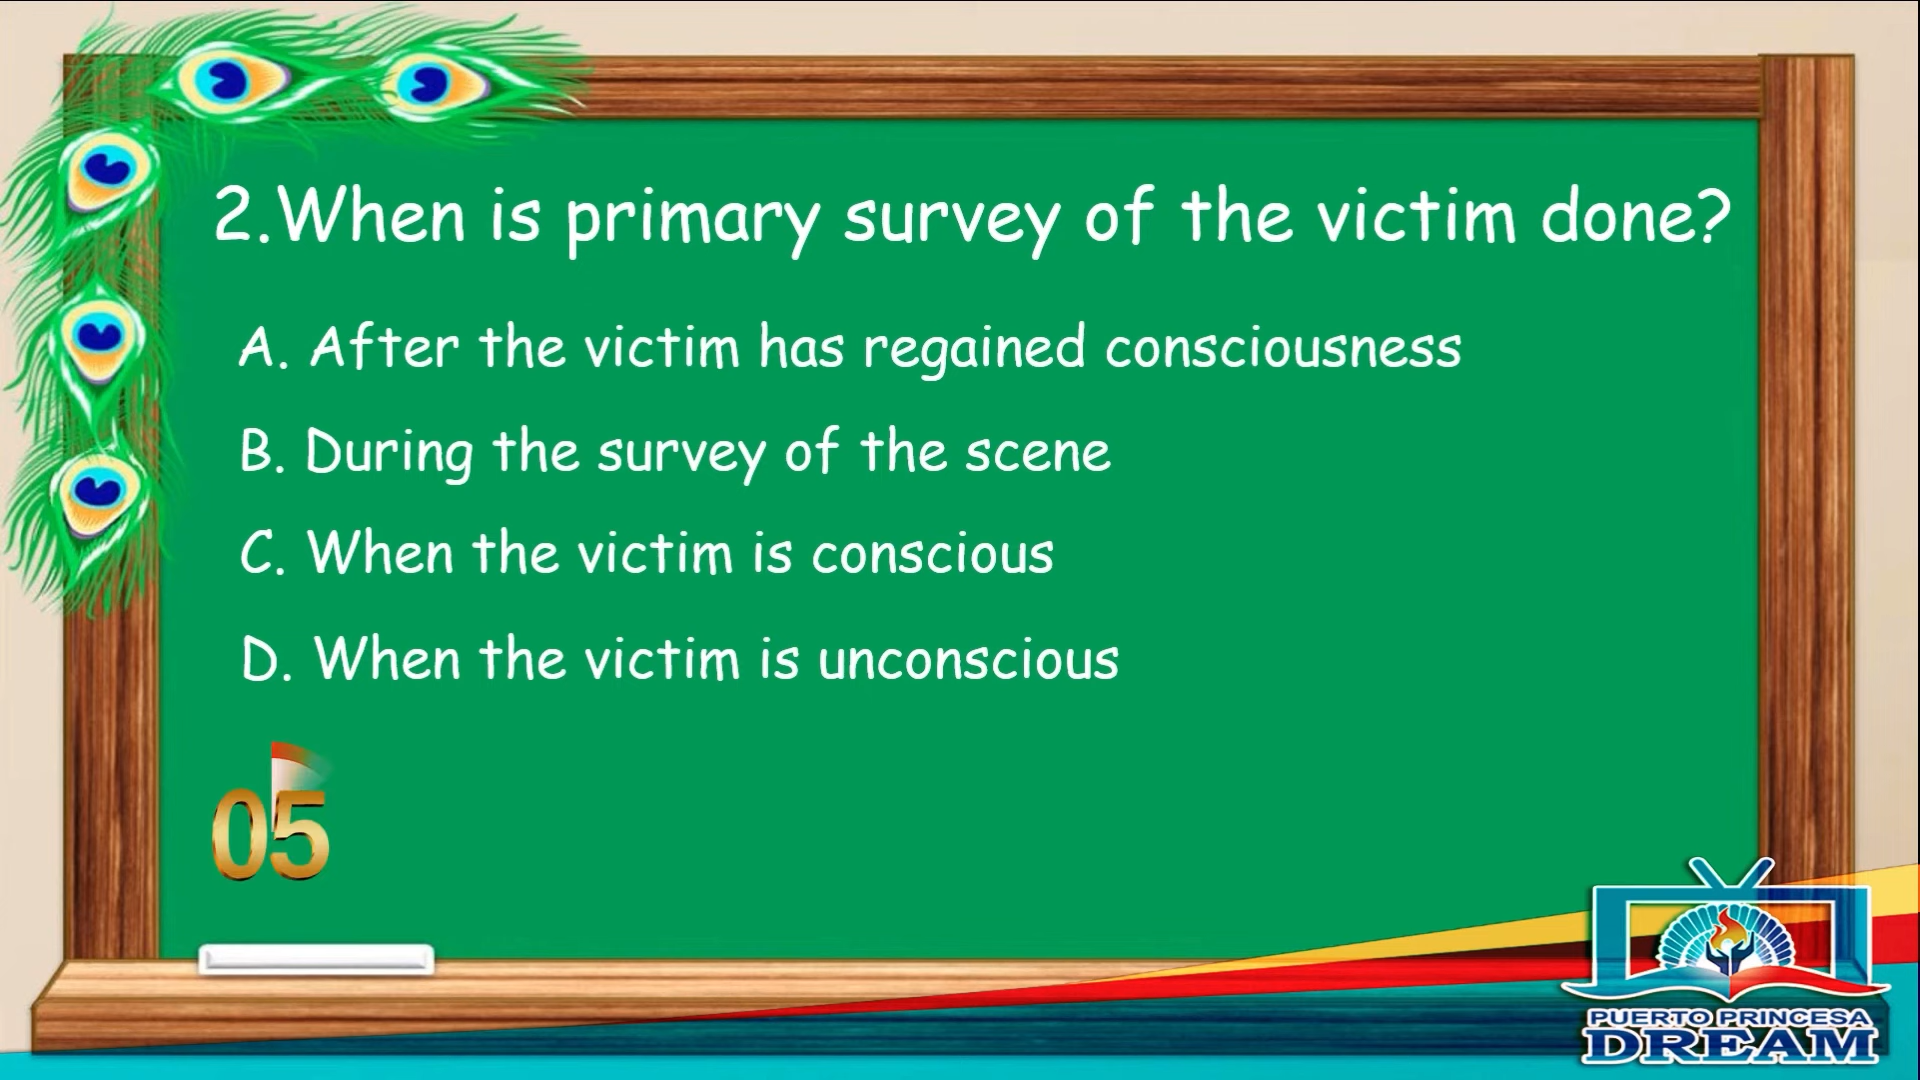 2.When is primary survey of the victim done?
A. After the victim has regained consciousness
B. During the survey of the scene
C. When the victim is conscious
D. When the victim is unconscious
05
PUERTO PRINCESA
DREAM